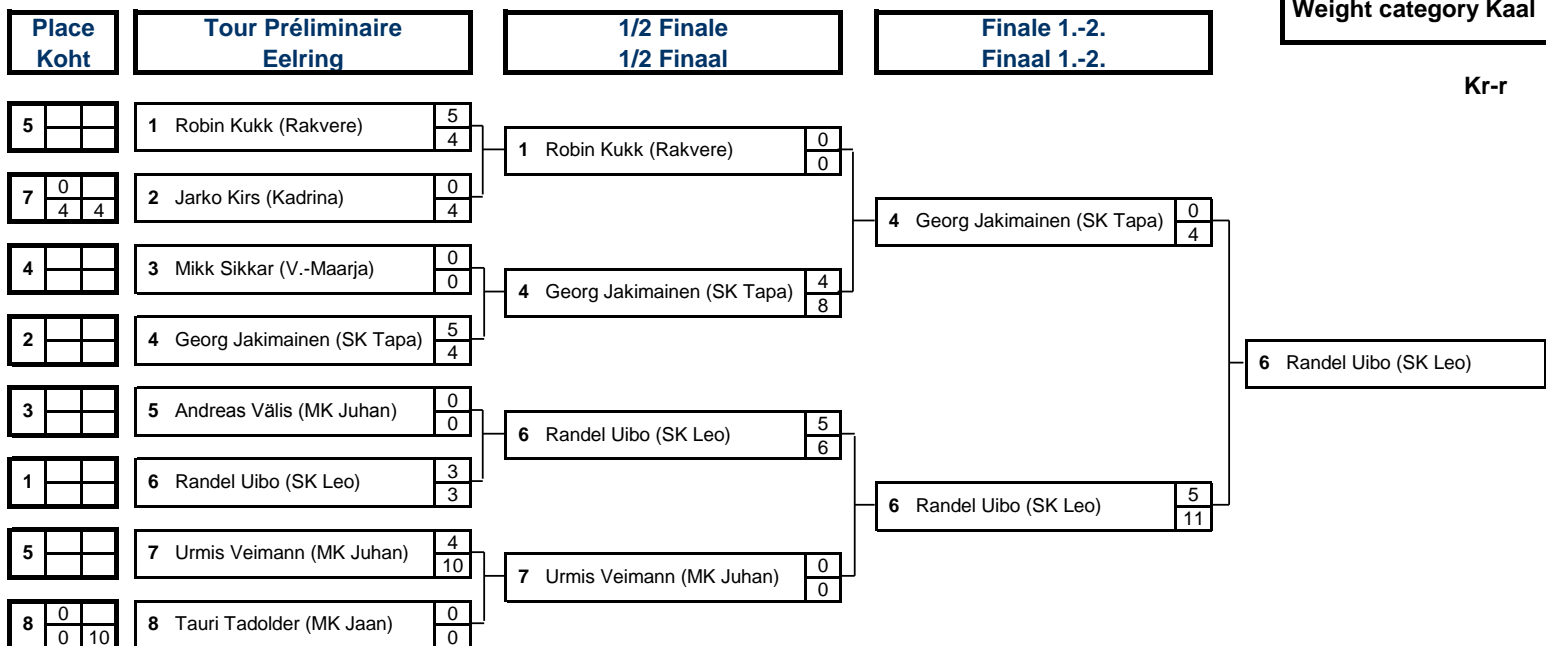 Weight category Kaal
Place Tour Préliminaire 1/2 Finale Finale 1.-2.
Koht Eelring 1/2 Finaal Finaal 1.-2.
Kr-r
5 1 Robin Kukk (Rakvere) 5
4
1 Robin Kukk (Rakvere) 0
0
7 0 2 Jarko Kirs (Kadrina) 0
4 4 4
4 Georg Jakimainen (SK Tapa) 0
4
4 3 Mikk Sikkar (V.-Maarja) 0
0
4 Georg Jakimainen (SK Tapa) 4
8
2 4 Georg Jakimainen (SK Tapa) 5
4
6 Randel Uibo (SK Leo)
3 5 Andreas Välis (MK Juhan) 0
0
6 Randel Uibo (SK Leo) 5
6
1 6 Randel Uibo (SK Leo) 3
3
6 Randel Uibo (SK Leo) 5
11
5 7 Urmis Veimann (MK Juhan) 4
10
7 Urmis Veimann (MK Juhan) 0
0
8 0 8 Tauri Tadolder (MK Jaan) 0
0 10 0